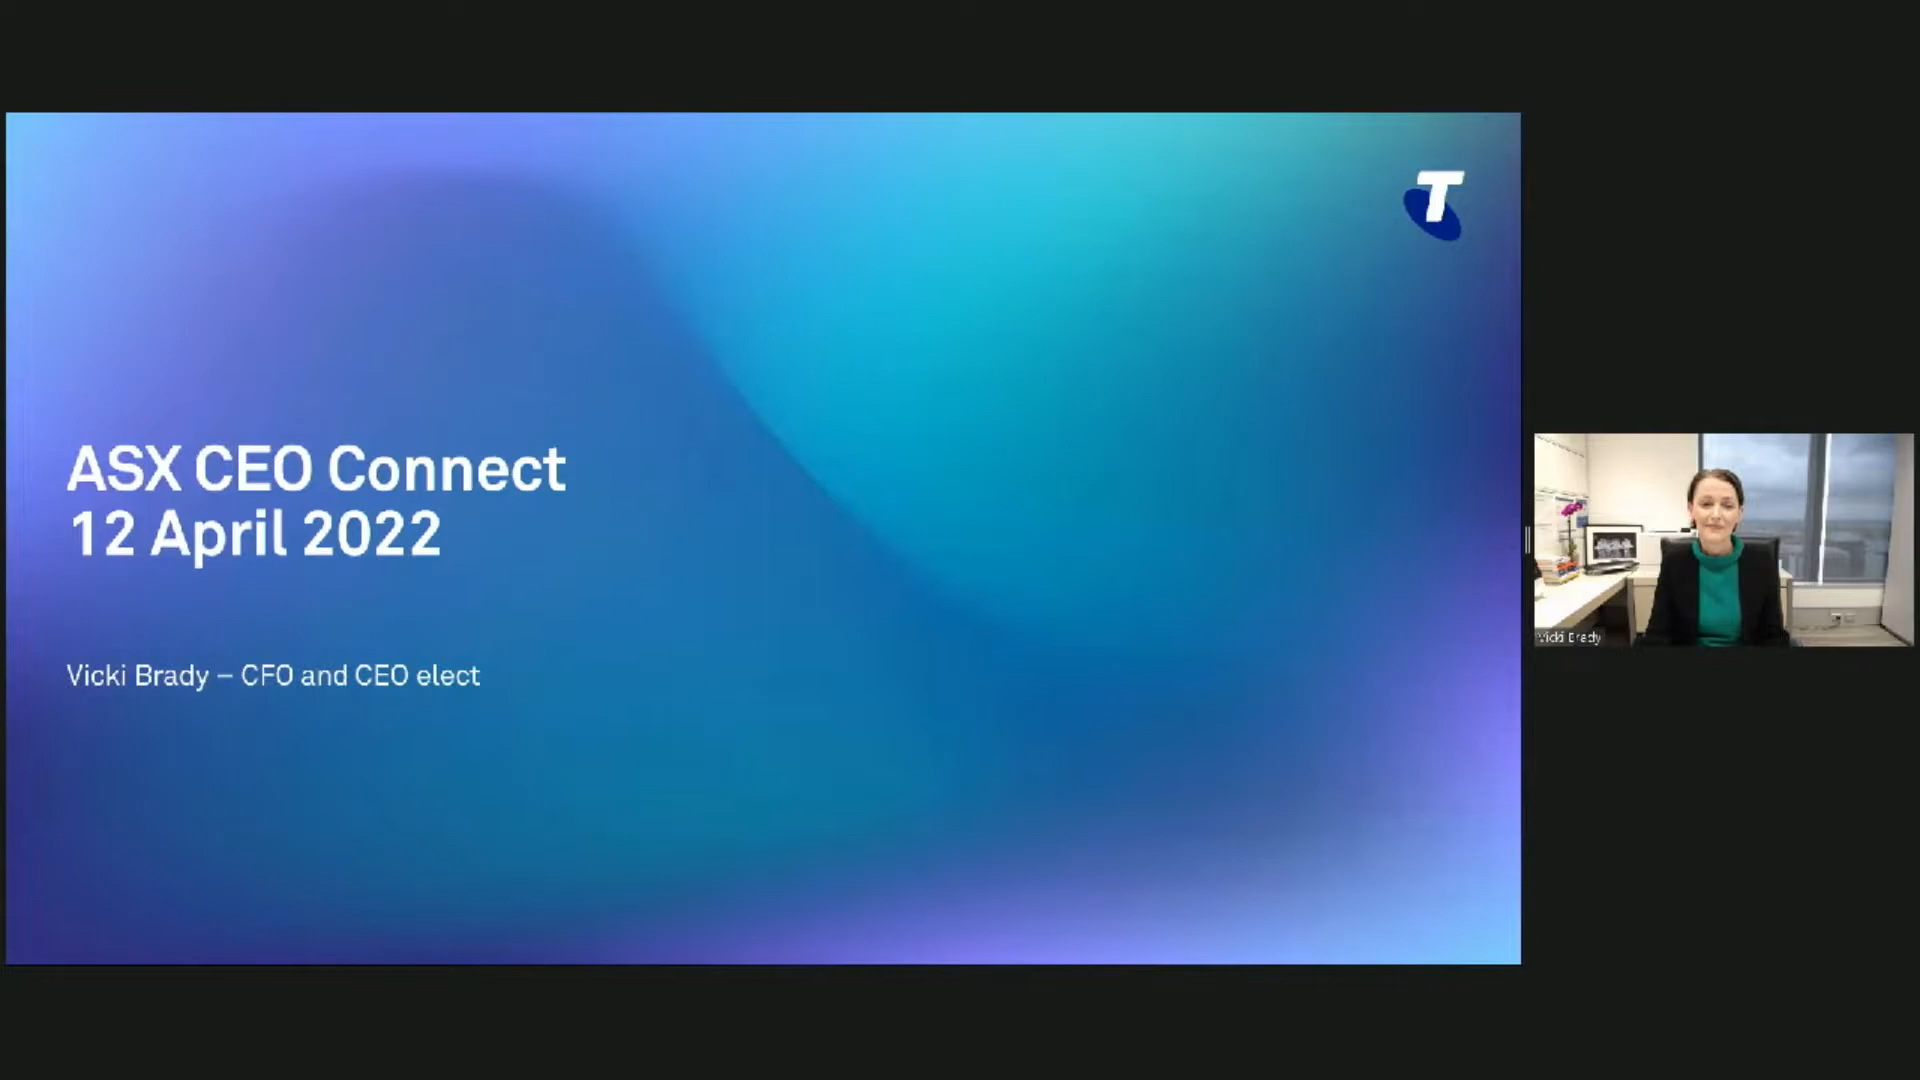 T
ASX CEO Connect
12 April 2022
Vicki Brady – CFO and CEO elect
Vicki Brady